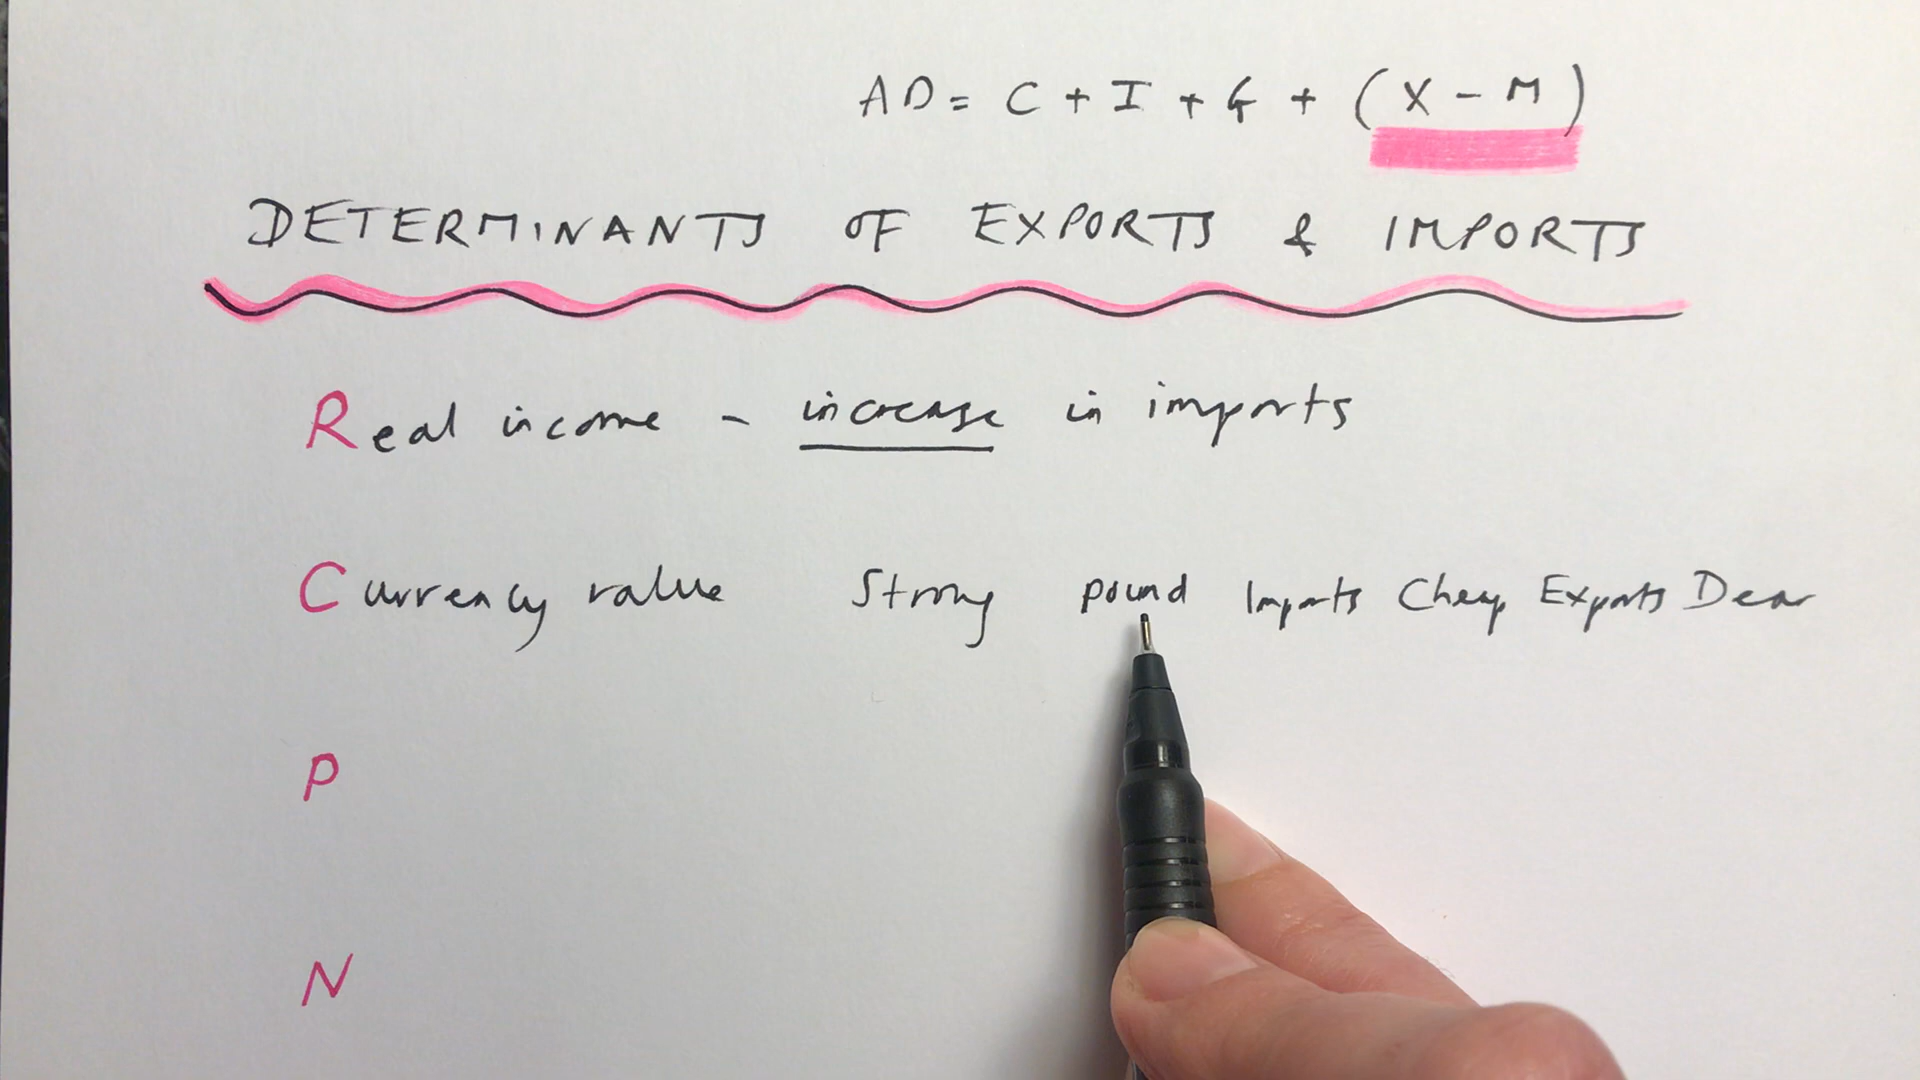 AD = C + I + G + (X - M)
DETERMINANTS OF EXPORTS & IMPORTS
Real income - increase in imports
Currency value Strong pound Imports Cheap Exports Dear
P
N